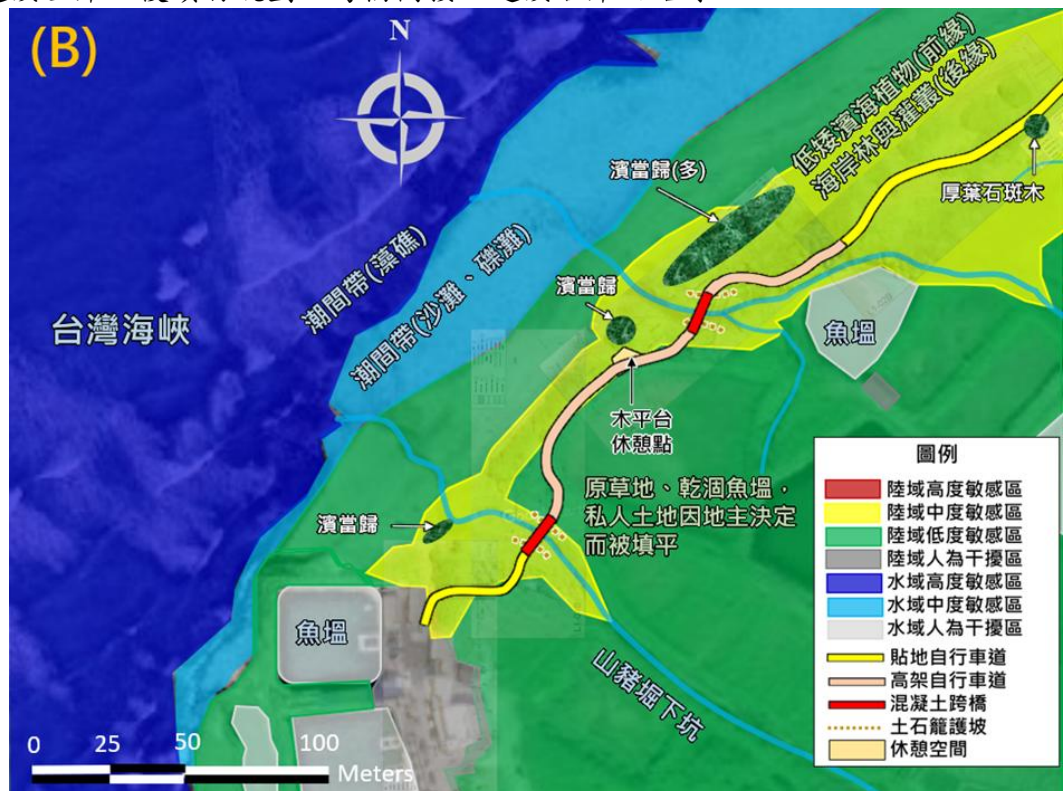 (B)
N
低矮濱海植物(前緣)
海岸林與灌叢(後緣)
濱當歸(多)
厚葉石斑木
潮間帶(藻礁)
潮間帶(沙灘、礫灘)
濱當歸
台灣海峽
魚塭
木平台
休憩點
原草地、乾涸魚塭，
私人土地因地主決定
而被填平
濱當歸
魚塭
山豬堀下坑
圖例
陸域高度敏感區
陸域中度敏感區
陸域低度敏感區
陸域人為干擾區
水域高度敏感區
水域中度敏感區
水域人為干擾區
貼地自行車道
高架自行車道
混凝土跨橋
土石籠護坡
休憩空間
0 25 50 100
Meters